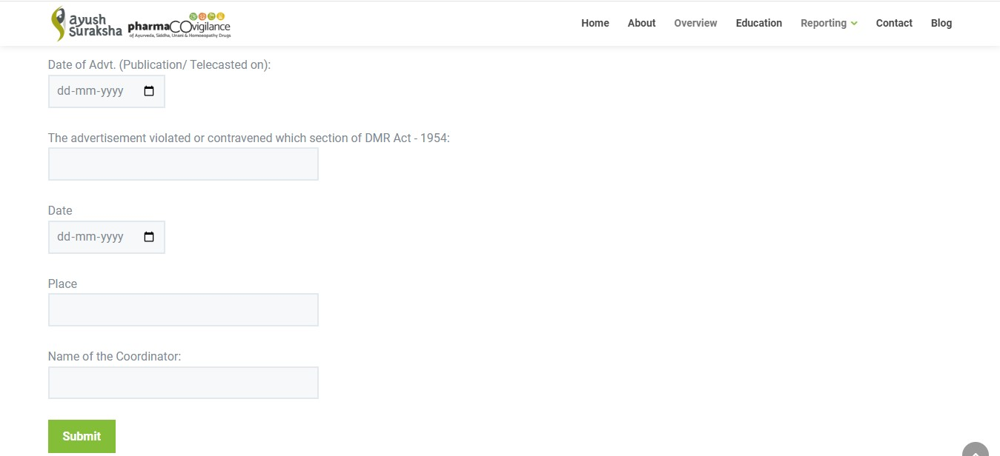 ayush
Suraksha
pharmaCOvigilance
of Ayurveda, Siddha, Unani & Homoeopathy Drugs
Home About Overview Education Reporting Contact Blog
Date of Advt. (Publication/ Telecasted on):
dd-mm-yyyy
The advertisement violated or contravened which section of DMR Act - 1954:
Date
dd-mm-yyyy
Place
Name of the Coordinator:
Submit